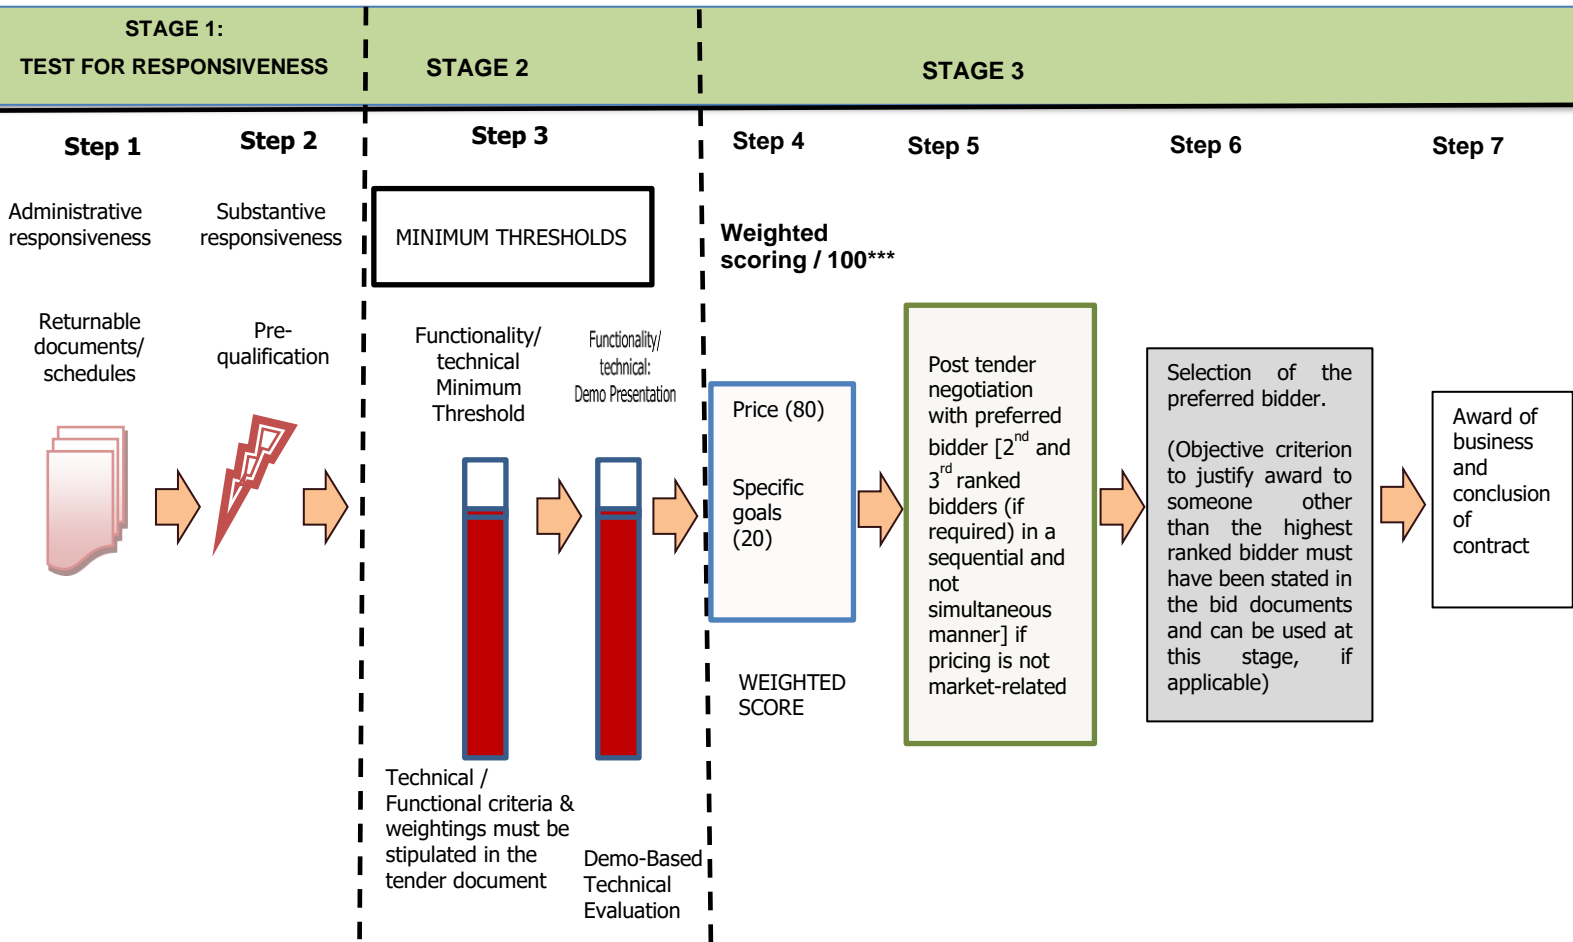 STAGE 1:
TEST FOR RESPONSIVENESS
STAGE 2
STAGE 3
Step 1
Step 2
Step 3
Step 4
Step 5
Step 6
Step 7
Administrative
responsiveness
Substantive
responsiveness
MINIMUM THRESHOLDS
Weighted
scoring / 100***
Returnable
documents/
schedules
Pre-
qualification
Functionality/
technical
Minimum
Threshold
Functionality/
technical:
Demo Presentation
Technical /
Functional criteria &
weightings must be
stipulated in the
tender document
Demo-Based
Technical
Evaluation
Price (80)
Specific
goals
(20)
WEIGHTED
SCORE
Post tender
negotiation
with preferred
bidder [2nd and
3rd ranked
bidders (if
required) in a
sequential and
not
simultaneous
manner] if
pricing is not
market-related
Selection of the
preferred bidder.
(Objective criterion
to justify award to
someone other
than the highest
ranked bidder must
have been stated in
the bid documents
and can be used at
this stage, if
applicable)
Award of
business
and
conclusion
of
contract